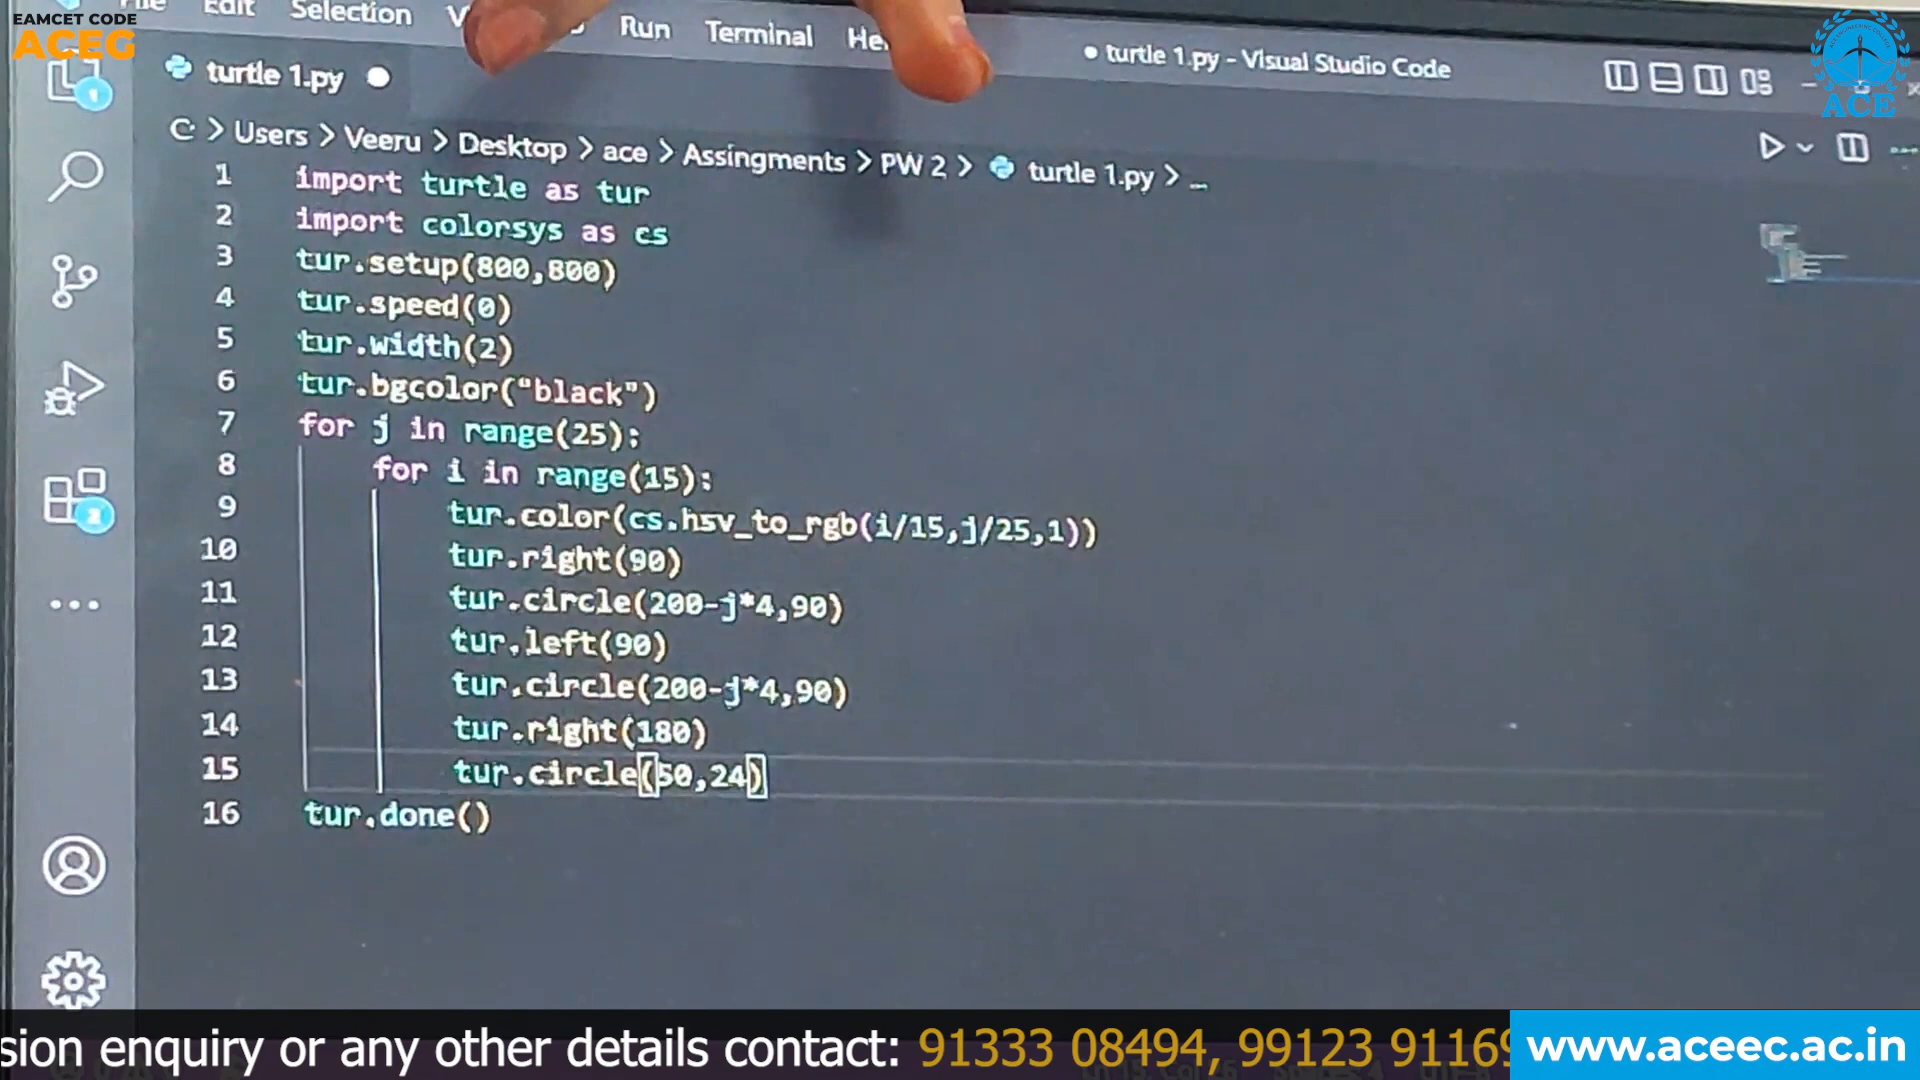 EAMCET CODE
ACEG
File Edit Selection Run Terminal
turtle 1.py - Visual Studio Code
ACE
turtle 1.py
C: > Users > Veeru > Desktop > ace > Assingments > PW 2 > turtle 1.py > ...
1 import turtle as tur
2 import colorsys as cs
3 tur.setup(800,800)
4 tur.speed(0)
5 tur.width(2)
6 tur.bgcolor("black")
7 for j in range(25):
8 for i in range(15):
9 tur.color(cs.hsv_to_rgb(i/15,j/25,1))
10 tur.right(90)
11 tur.circle(200-j*4,90)
12 tur.left(90)
13 tur.circle(200-j*4,90)
14 tur.right(180)
15 tur.circle(50,24)
16 tur.done()
sion enquiry or any other details contact: 91333 08494, 99123 91169
www.aceec.ac.in